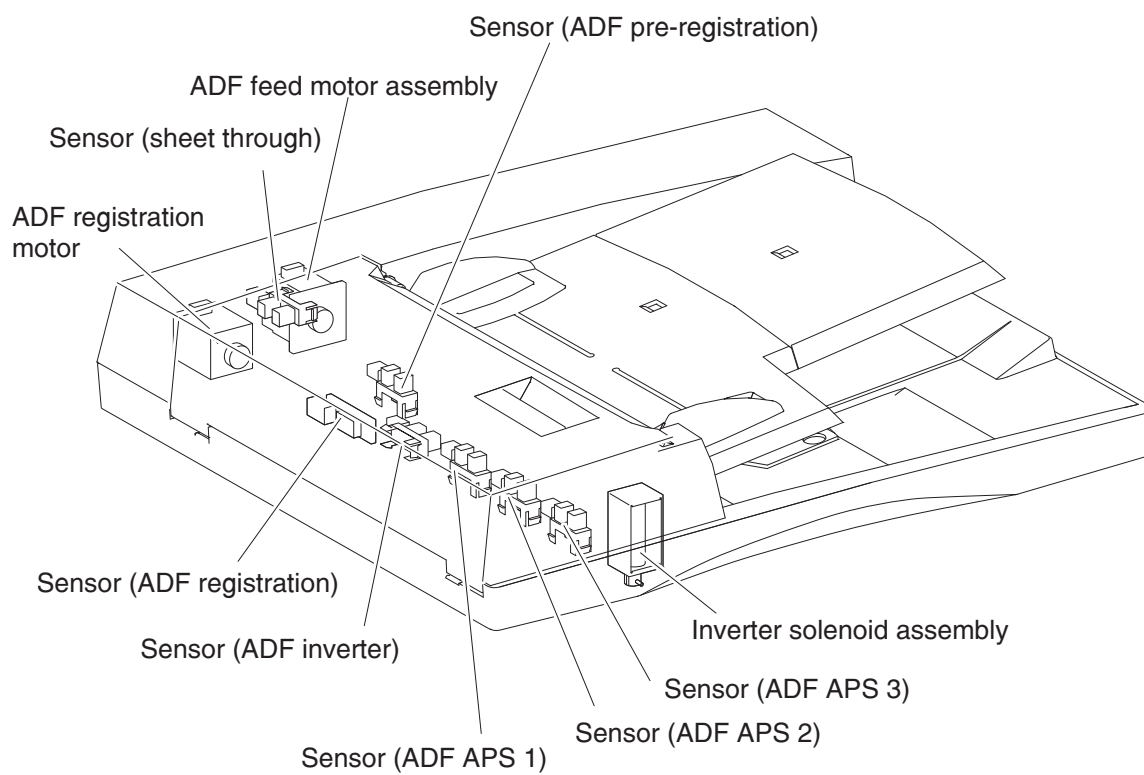 Sensor (ADF pre-registration)
ADF feed motor assembly
Sensor (sheet through)
ADF registration
motor
Sensor (ADF registration)
Sensor (ADF inverter)
Inverter solenoid assembly
Sensor (ADF APS 3)
Sensor (ADF APS 2)
Sensor (ADF APS 1)